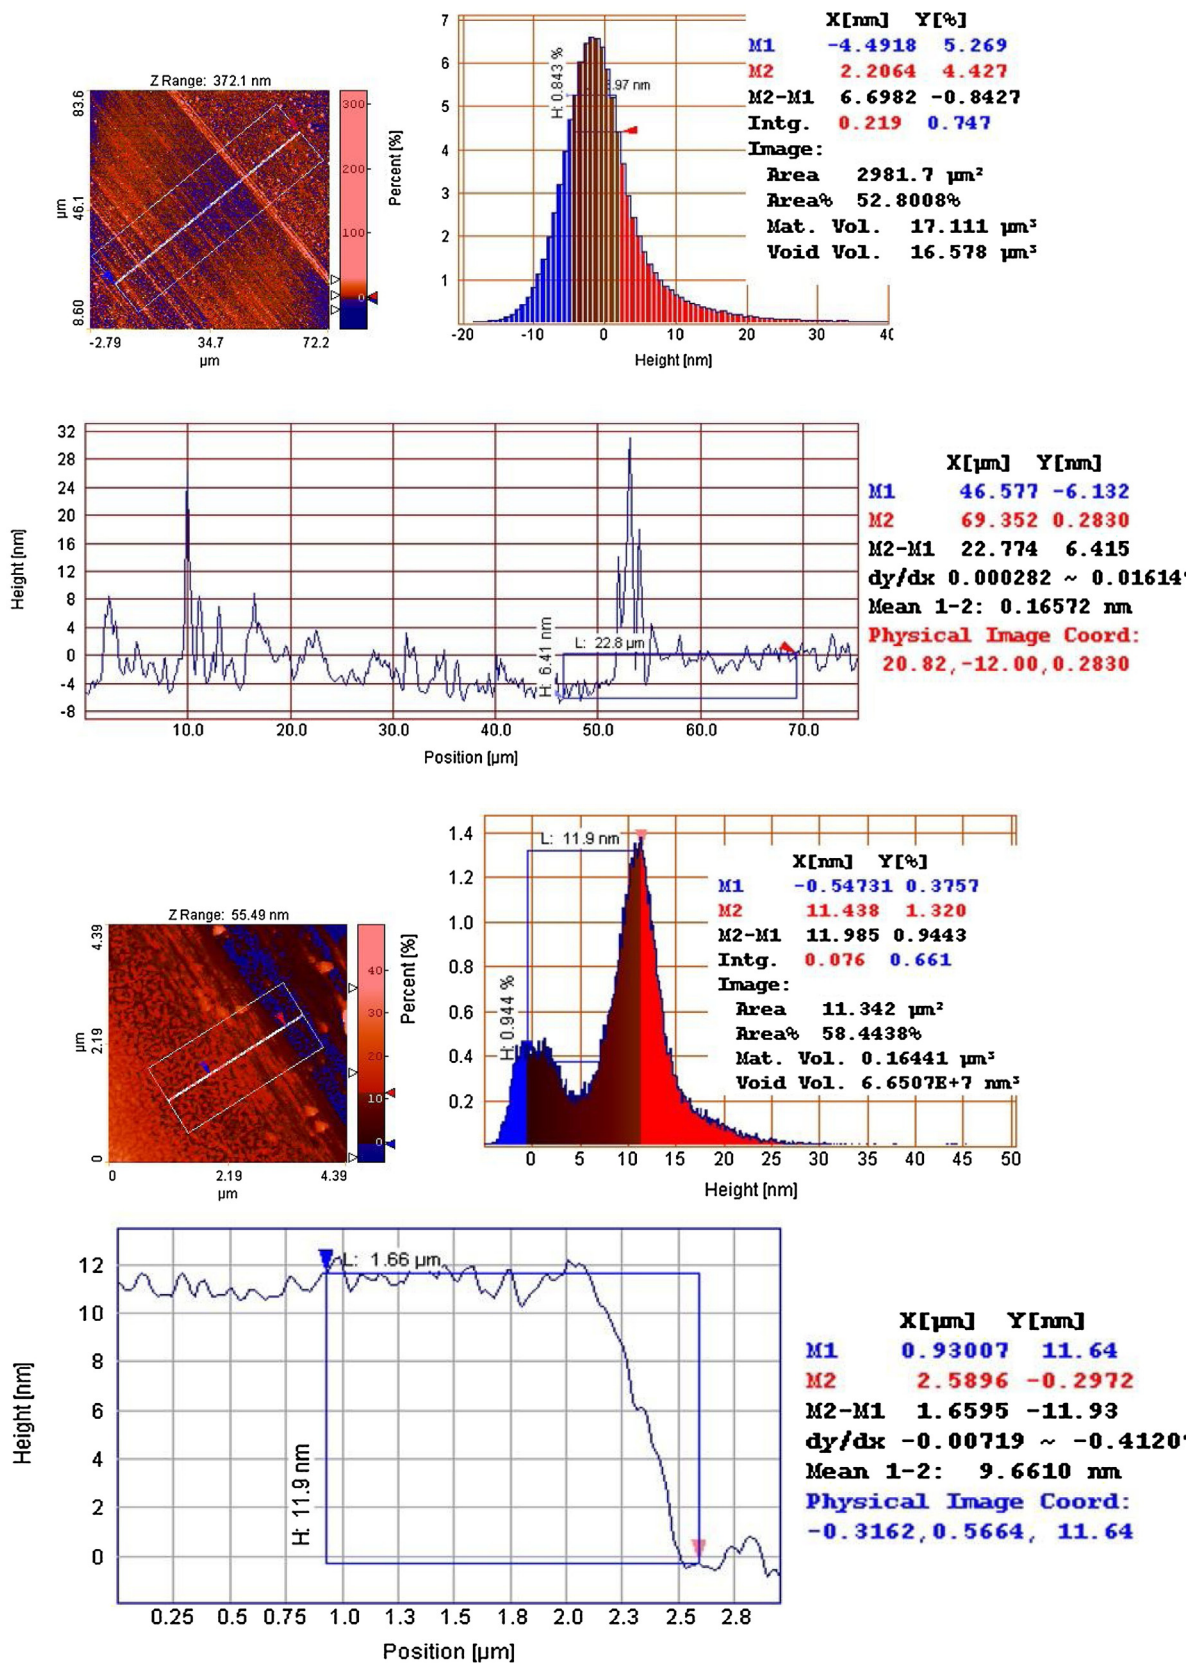 Z Range: 372.1 nm
83.6
46.1
8.60
µm
-2.79 34.7 72.2
µm
300
200
100
0
Percent [%]
7
6
5
4
3
2
1
H: 0.843 %
.97 nm
-20 -10 0 10 20 30 40
Height [nm]
X[nm] Y[%]
M1 -4.4918 5.269
M2 2.2064 4.427
M2-M1 6.6982 -0.8427
Intg. 0.219 0.747
Image:
Area 2981.7 µm²
Area% 52.8008%
Mat. Vol. 17.111 µm³
Void Vol. 16.578 µm³
32
28
24
20
16
12
8
4
0
-4
-8
Height [nm]
H: 6.41 nm
L: 22.8 µm
10.0 20.0 30.0 40.0 50.0 60.0 70.0
Position [µm]
X[µm] Y[nm]
M1 46.577 -6.132
M2 69.352 0.2830
M2-M1 22.774 6.415
dy/dx 0.000282 ~ 0.01614°
Mean 1-2: 0.16572 nm
Physical Image Coord:
20.82,-12.00,0.2830
Z Range: 55.49 nm
4.39
2.19
0
µm
0 2.19 4.39
µm
40
30
20
10
0
Percent [%]
1.4
1.2
1.0
0.8
0.6
0.4
0.2
L: 11.9 nm
H: 0.944 %
0 5 10 15 20 25 30 35 40 45 50
Height [nm]
X[nm] Y[%]
M1 -0.54731 0.3757
M2 11.438 1.320
M2-M1 11.985 0.9443
Intg. 0.076 0.661
Image:
Area 11.342 µm²
Area% 58.4438%
Mat. Vol. 0.16441 µm³
Void Vol. 6.6507E+7 nm³
12
10
8
6
4
2
0
Height [nm]
L: 1.66 µm
H: 11.9 nm
0.25 0.5 0.75 1.0 1.3 1.5 1.8 2.0 2.3 2.5 2.8
Position [µm]
X[µm] Y[nm]
M1 0.93007 11.64
M2 2.5896 -0.2972
M2-M1 1.6595 -11.93
dy/dx -0.00719 ~ -0.4120°
Mean 1-2: 9.6610 nm
Physical Image Coord:
-0.3162,0.5664, 11.64